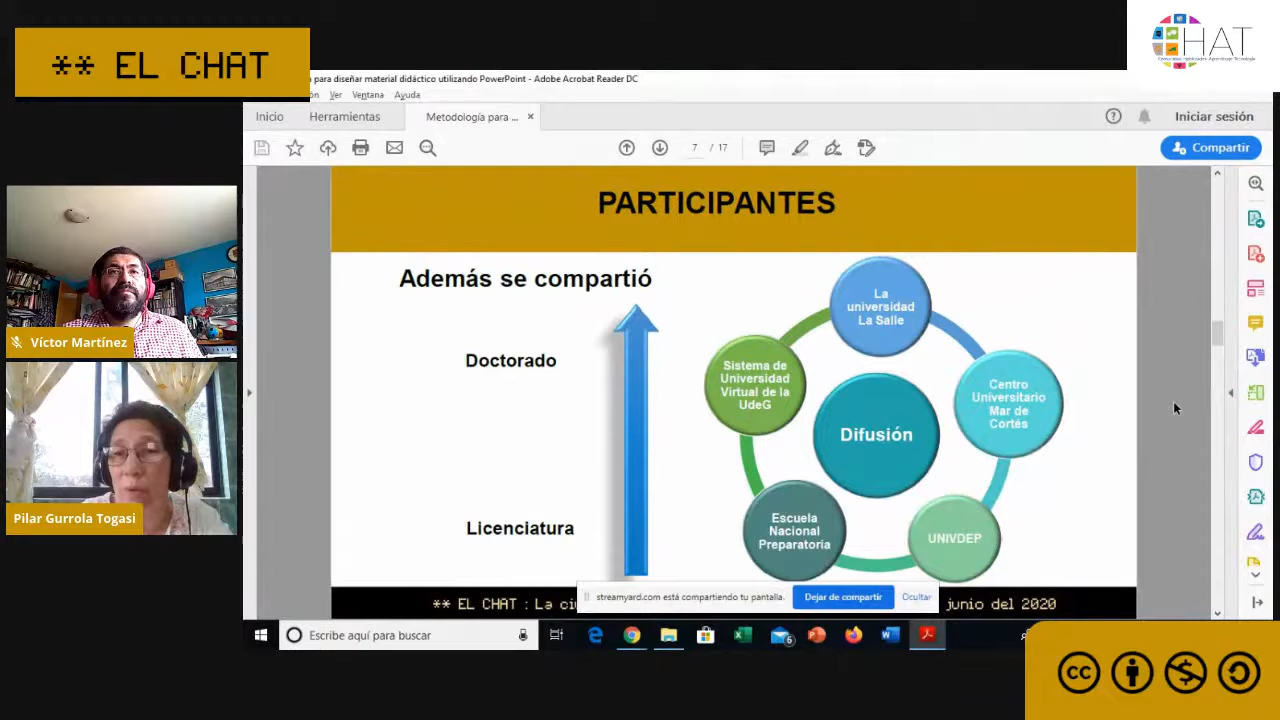 ** EL CHAT
HAT
para diseñar material didáctico utilizando PowerPoint - Adobe Acrobat Reader DC
Ver Ventana Ayuda
Inicio Herramientas Metodología para ... ×
Iniciar sesión
7 / 17
Compartir
PARTICIPANTES
Además se compartió
Doctorado
Licenciatura
La
universidad
La Salle
Sistema de
Universidad
Virtual de la
UdeG
Centro
Universitario
Mar de
Cortés
Difusión
Escuela
Nacional
Preparatoria
UNIVDEP
Víctor Martínez
Pilar Gurrola Togasi
streamyard.com está compartiendo tu pantalla. Dejar de compartir Ocultar
** EL CHAT : La
junio del 2020
Escribe aquí para buscar
6
cc